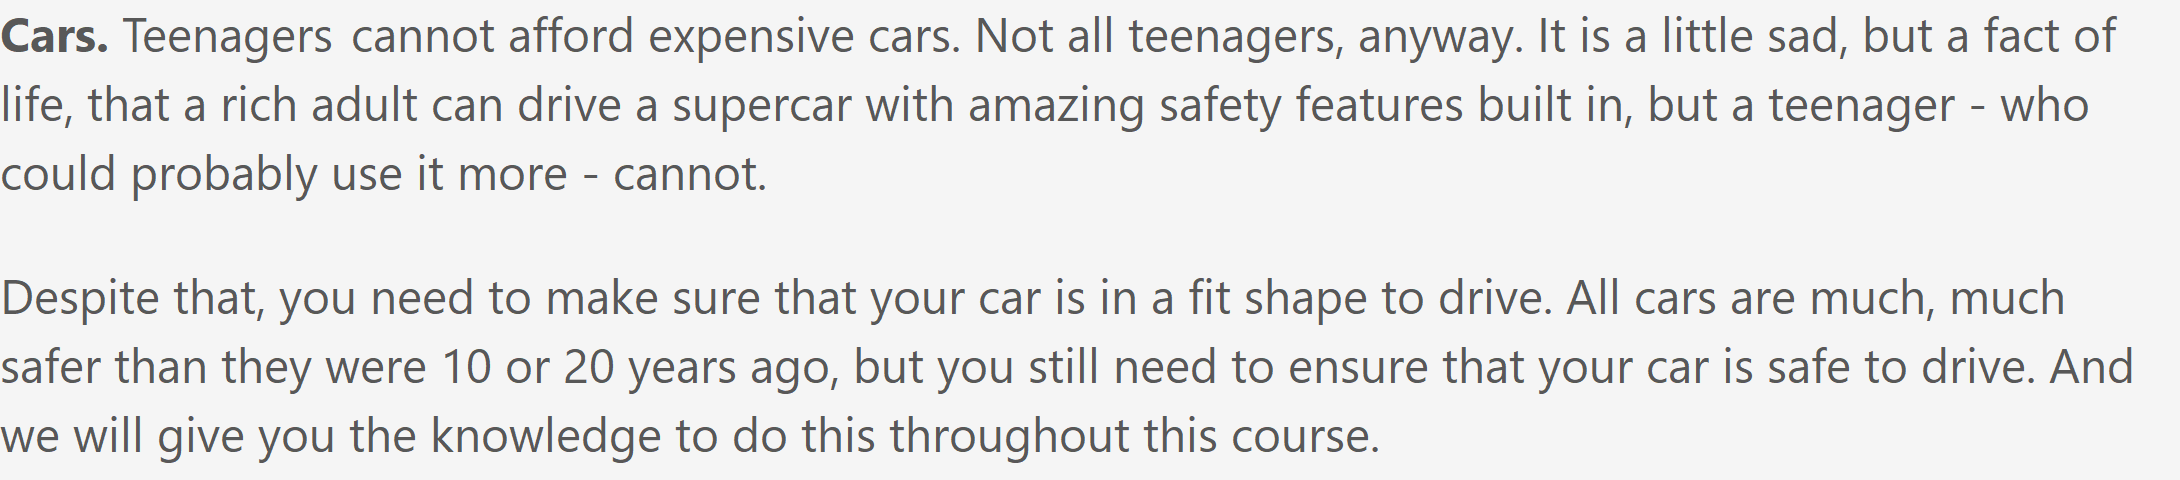 Cars. Teenagers cannot afford expensive cars. Not all teenagers, anyway. It is a little sad, but a fact of
life, that a rich adult can drive a supercar with amazing safety features built in, but a teenager - who
could probably use it more - cannot.
Despite that, you need to make sure that your car is in a fit shape to drive. All cars are much, much
safer than they were 10 or 20 years ago, but you still need to ensure that your car is safe to drive. And
we will give you the knowledge to do this throughout this course.